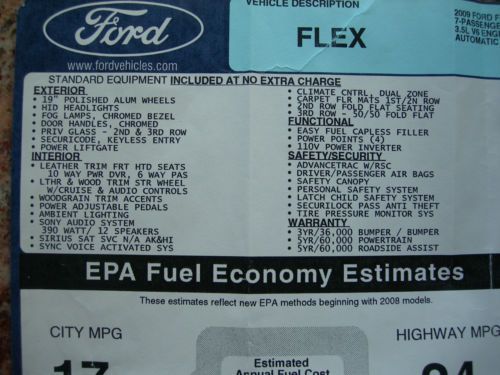 Ford
www.fordvehicles.com
VEHICLE DESCRIPTION
FLEX
2009 FORD
7-PASSENGE
3.5L V6 ENG
AUTOMATIC
STANDARD EQUIPMENT INCLUDED AT NO EXTRA CHARGE
EXTERIOR
• 19" POLISHED ALUM WHEELS
• HID HEADLIGHTS
• FOG LAMPS, CHROMED BEZEL
• DOOR HANDLES, CHROMED
• PRIV GLASS - 2ND & 3RD ROW
• SECURICODE, KEYLESS ENTRY
• POWER LIFTGATE
INTERIOR
• LEATHER TRIM FRT HTD SEATS
10 WAY PWR DVR, 6 WAY PAS
• LTHR & WOOD TRIM STR WHEEL
W/CRUISE & AUDIO CONTROLS
• WOODGRAIN TRIM ACCENTS
• POWER ADJUSTABLE PEDALS
• AMBIENT LIGHTING
• SONY AUDIO SYSTEM
390 WATT/ 12 SPEAKERS
• SIRIUS SAT SVC N/A AK&HI
• SYNC VOICE ACTIVATED SYS
• CLIMATE CNTRL, DUAL ZONE
• CARPET FLR MATS 1ST/2N ROW
• 2ND ROW FOLD FLAT SEATING
• 3RD ROW - 50/50 FOLD FLAT
FUNCTIONAL
• EASY FUEL CAPLESS FILLER
• POWER POINTS (4)
• 110V POWER INVERTER
SAFETY/SECURITY
• ADVANCETRAC W/RSC
• DRIVER/PASSENGER AIR BAGS
• SAFETY CANOPY
• PERSONAL SAFETY SYSTEM
• LATCH CHILD SAFETY SYSTEM
• SECURILOCK PASS ANTI THEFT
• TIRE PRESSURE MONITOR SYS
WARRANTY
• 3YR/36,000 BUMPER / BUMPER
• 5YR/60,000 POWERTRAIN
• 5YR/60,000 ROADSIDE ASSIST
EPA Fuel Economy Estimates
These estimates reflect new EPA methods beginning with 2008 models.
CITY MPG
17
Estimated
Annual Fuel Cost
HIGHWAY MPG
24